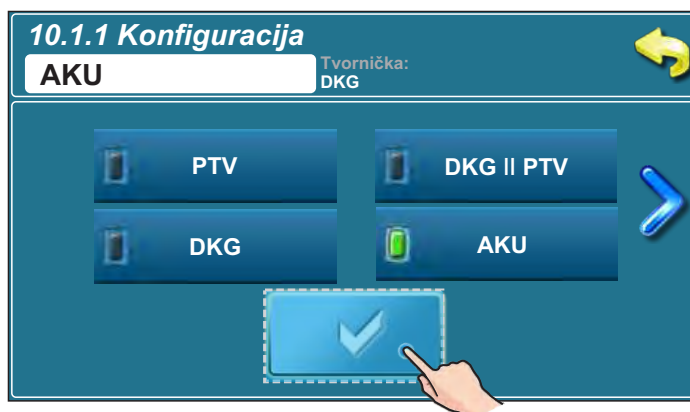 10.1.1 Konfiguracija
AKU
Tvornička:
DKG
PTV
DKG II PTV
DKG
AKU